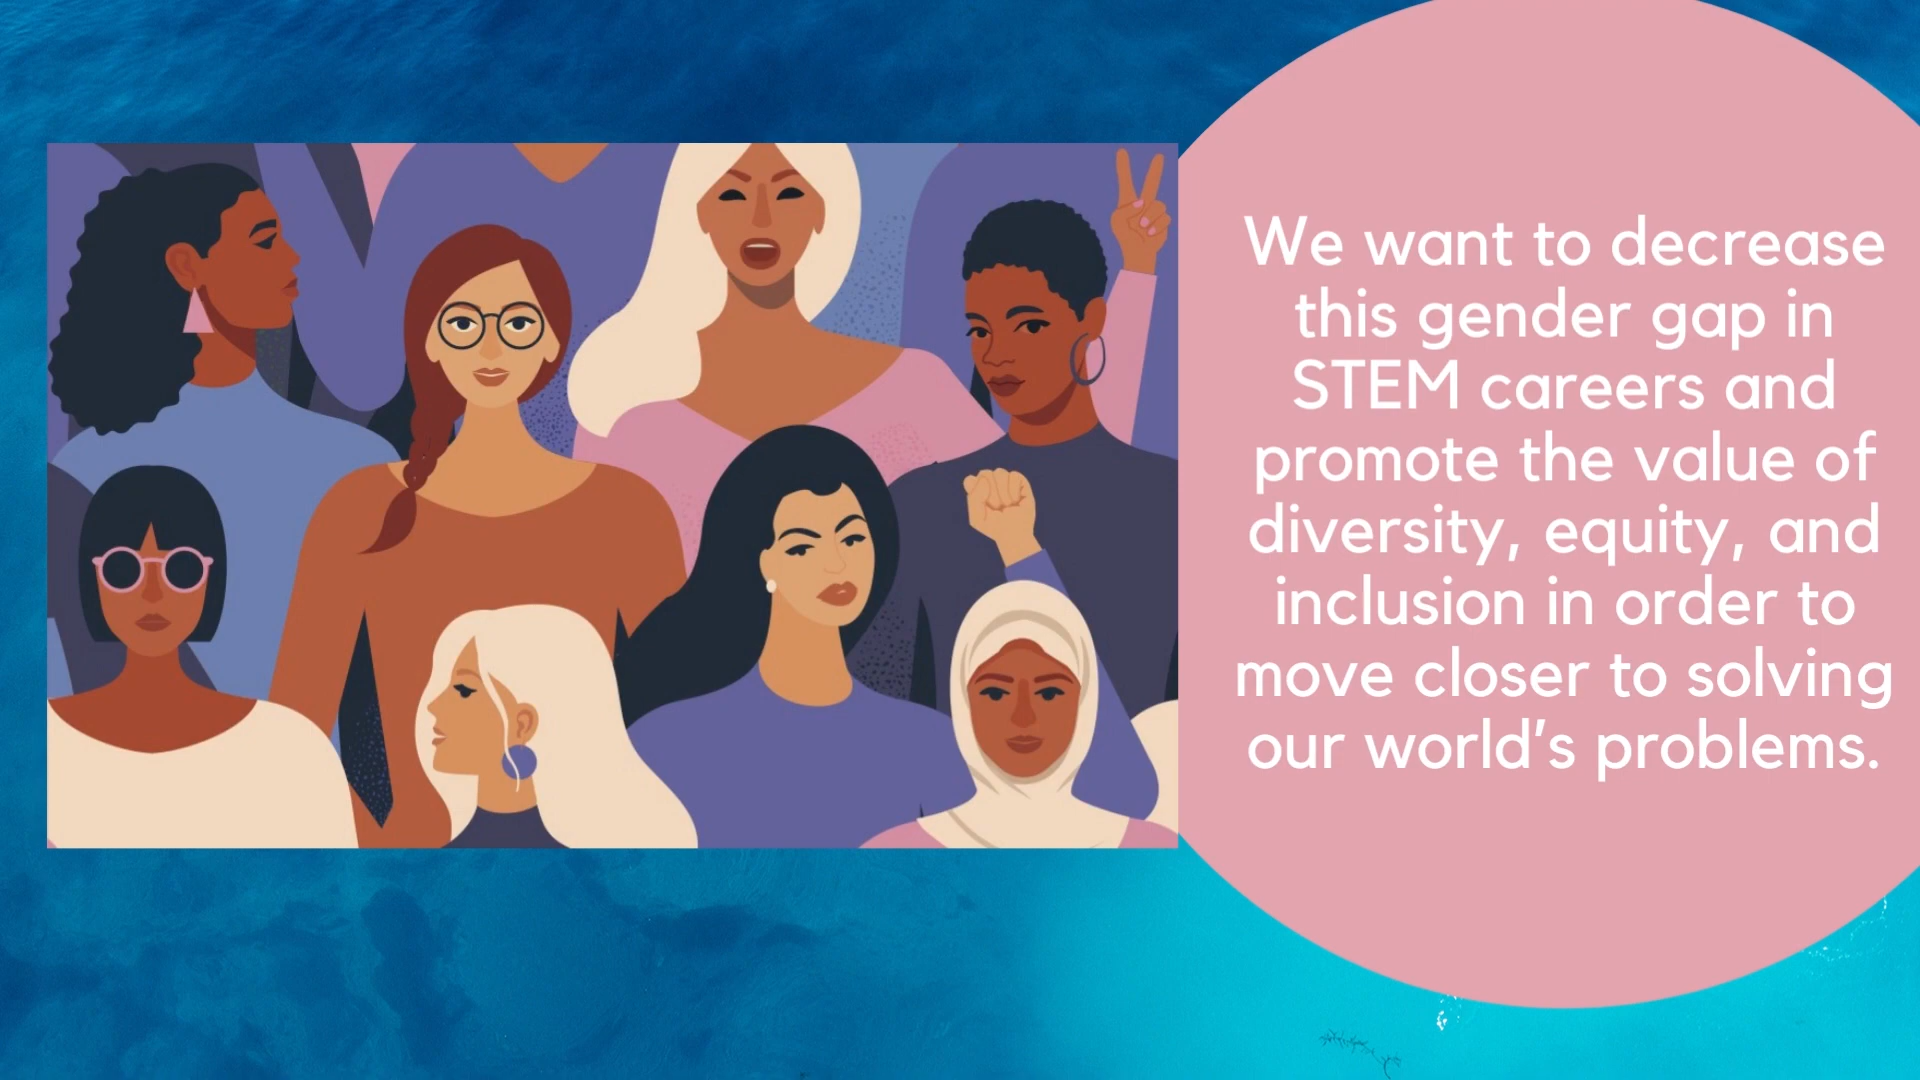 We want to decrease
this gender gap in
STEM careers and
promote the value of
diversity, equity, and
inclusion in order to
move closer to solving
our world’s problems.